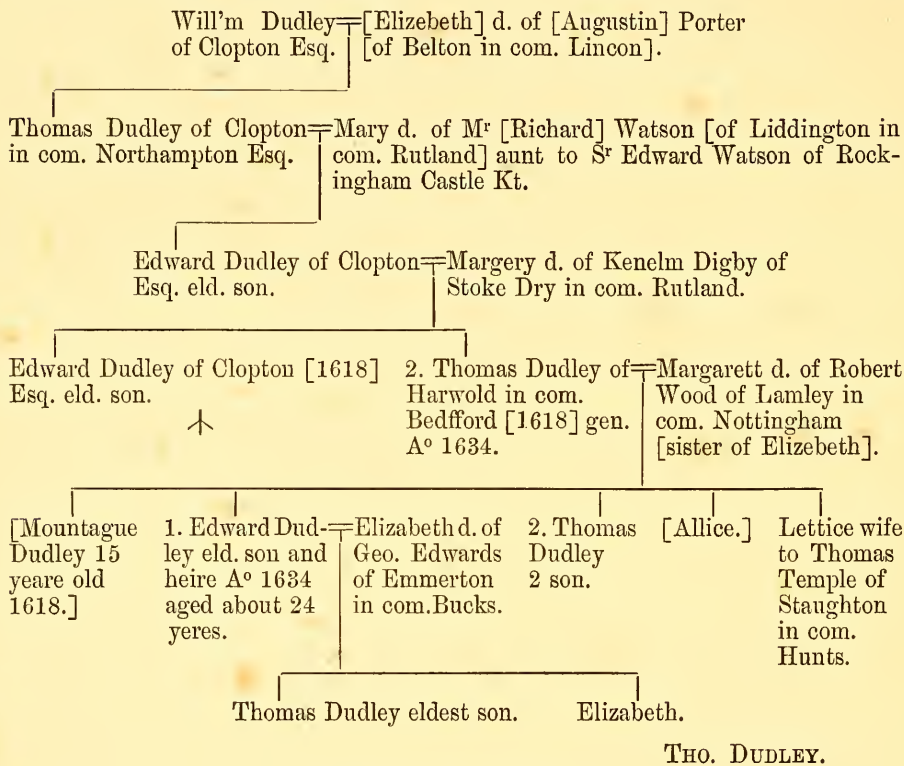 Will'm Dudley=[Elizebeth] d. of [Augustin] Porter
of Clopton Esq. [of Belton in com. Lincon].
Thomas Dudley of Clopton=Mary d. of Mʳ [Richard] Watson [of Liddington in
in com. Northampton Esq. com. Rutland] aunt to Sʳ Edward Watson of Rock-
ingham Castle Kt.
Edward Dudley of Clopton=Margery d. of Kenelm Digby of
Esq. eld. son. Stoke Dry in com. Rutland.
Edward Dudley of Clopton [1618]
Esq. eld. son.
2. Thomas Dudley of=
Harwold in com.
Bedfford [1618] gen.
Aº 1634.
Margarett d. of Robert
Wood of Lamley in
com. Nottingham
[sister of Elizebeth].
[Mountague
Dudley 15
yeare old
1618.]
1. Edward Dud-=
ley eld. son and
heire Aº 1634
aged about 24
yeres.
Elizabeth d. of
Geo. Edwards
of Emmerton
in com. Bucks.
2. Thomas
Dudley
2 son.
[Allice.]
Lettice wife
to Thomas
Temple of
Staughton
in com.
Hunts.
Thomas Dudley eldest son. Elizabeth.
THO. DUDLEY.